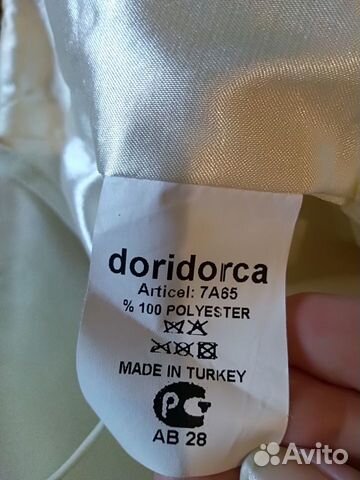 doridorca
Articel: 7A65
% 100 POLYESTER
MADE IN TURKEY
PC
AB 28
Avito